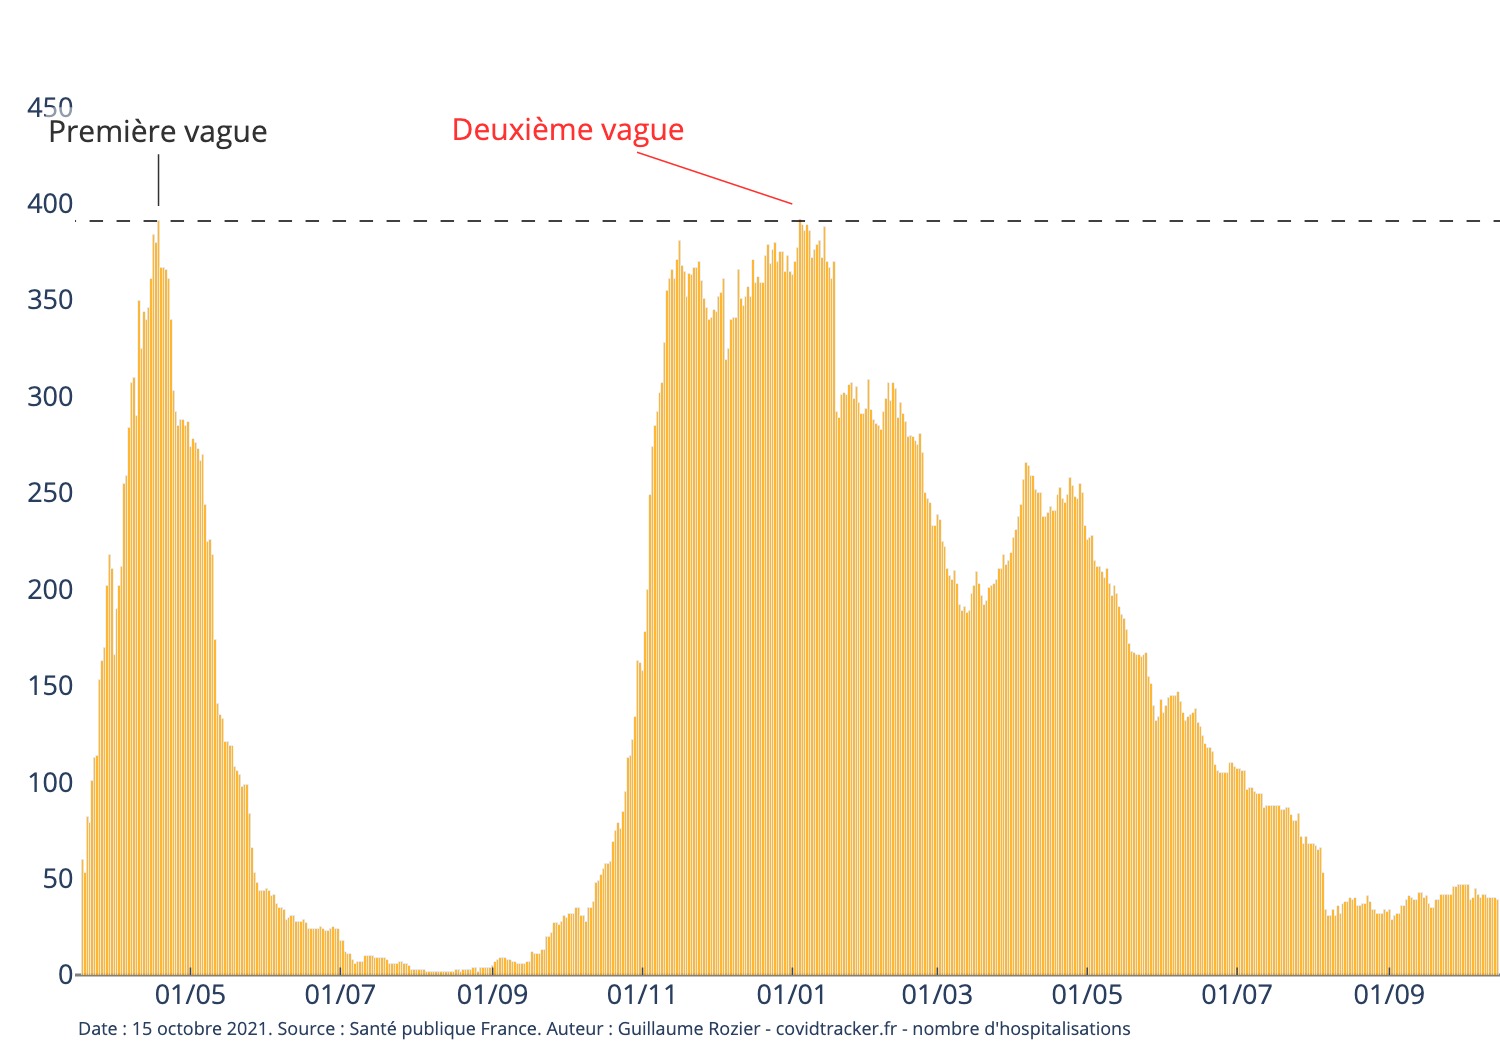 450
Première vague
Deuxième vague
400
350
300
250
200
150
100
50
0
01/05 01/07 01/09 01/11 01/01 01/03 01/05 01/07 01/09
Date : 15 octobre 2021. Source : Santé publique France. Auteur : Guillaume Rozier - covidtracker.fr - nombre d'hospitalisations